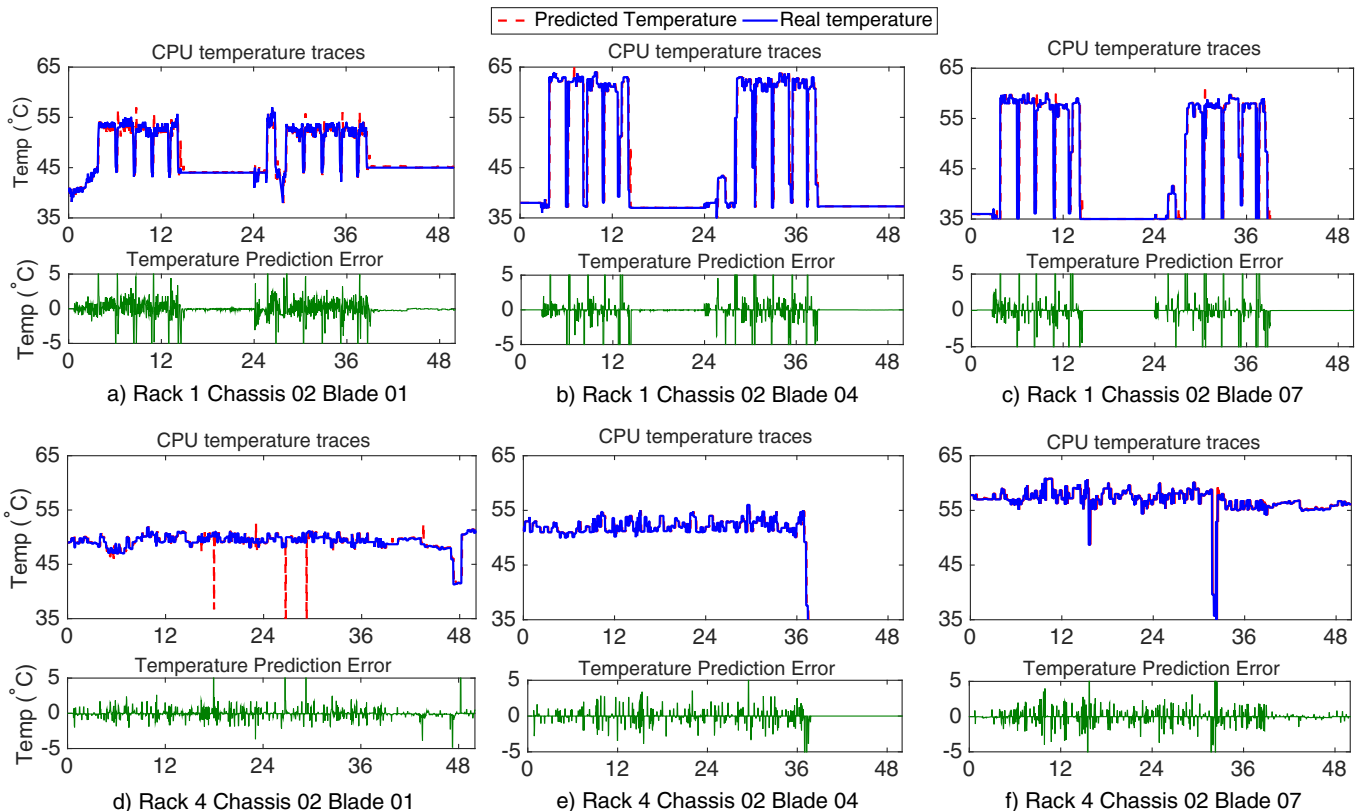 Predicted Temperature Real temperature
CPU temperature traces CPU temperature traces CPU temperature traces
Temp (°C)
65
55
45
35
0 12 24 36 48
65
55
45
35
0 12 24 36 48
65
55
45
35
0 12 24 36 48
Temperature Prediction Error Temperature Prediction Error Temperature Prediction Error
Temp (°C)
5
0
-5
0 12 24 36 48
5
0
-5
0 12 24 36 48
5
0
-5
0 12 24 36 48
a) Rack 1 Chassis 02 Blade 01 b) Rack 1 Chassis 02 Blade 04 c) Rack 1 Chassis 02 Blade 07
CPU temperature traces CPU temperature traces CPU temperature traces
Temp (°C)
65
55
45
35
0 12 24 36 48
65
55
45
35
0 12 24 36 48
65
55
45
35
0 12 24 36 48
Temperature Prediction Error Temperature Prediction Error Temperature Prediction Error
Temp (°C)
5
0
-5
0 12 24 36 48
5
0
-5
0 12 24 36 48
5
0
-5
0 12 24 36 48
d) Rack 4 Chassis 02 Blade 01 e) Rack 4 Chassis 02 Blade 04 f) Rack 4 Chassis 02 Blade 07